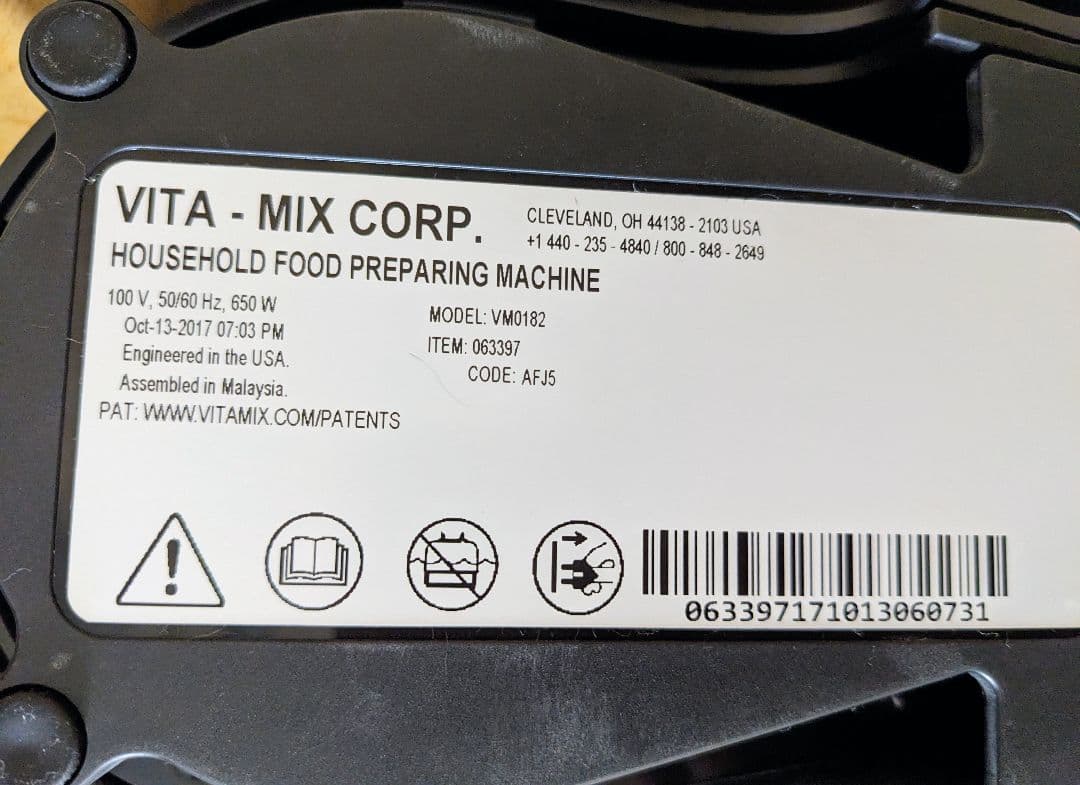 VITA - MIX CORP.
CLEVELAND, OH 44138 - 2103 USA
+1 440 - 235 - 4840 / 800 - 848 - 2649
HOUSEHOLD FOOD PREPARING MACHINE
100 V, 50/60 Hz, 650 W
Oct-13-2017 07:03 PM
Engineered in the USA.
Assembled in Malaysia.
PAT: WWW.VITAMIX.COM/PATENTS
MODEL: VM0182
ITEM: 063397
CODE: AFJ5
063397171013060731